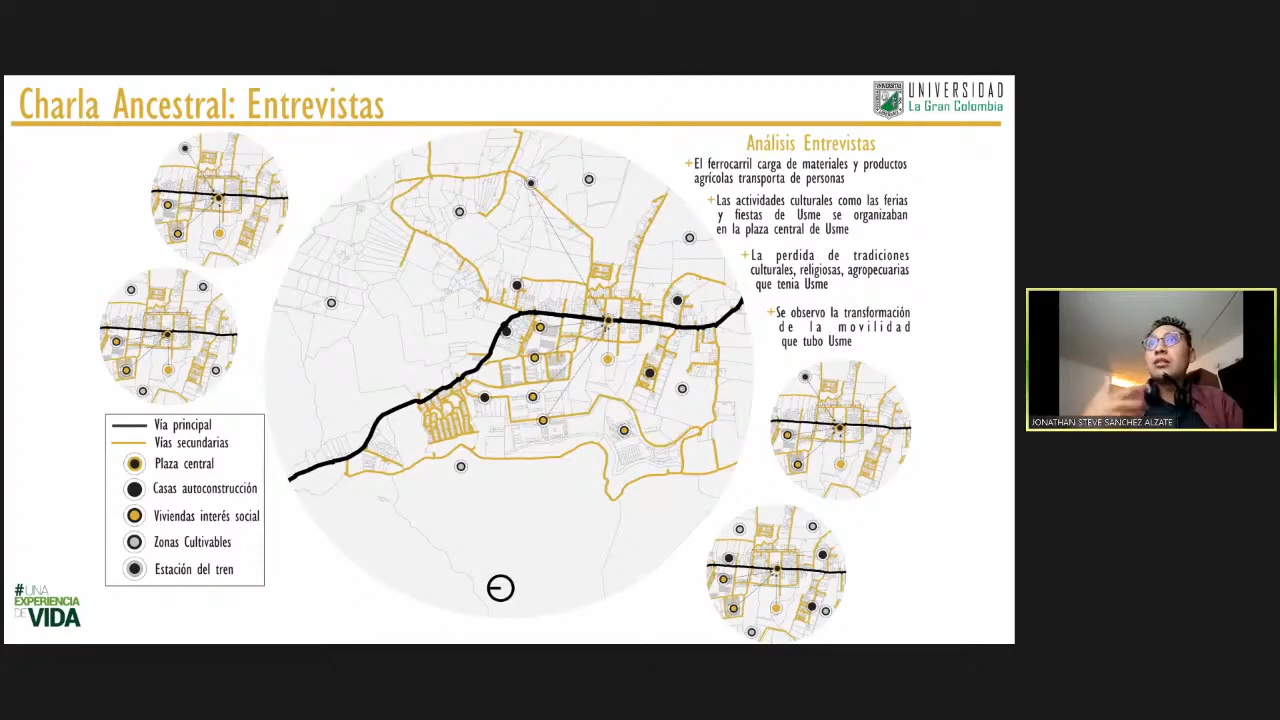 Charla Ancestral: Entrevistas
UNIVERSIDAD
La Gran Colombia
Análisis Entrevistas
+El ferrocarril carga de materiales y productos
agrícolas transporta de personas
+Las actividades culturales como las ferias
y fiestas de Usme se organizaban
en la plaza central de Usme
+La perdida de tradiciones
culturales, religiosas, agropecuarias
que tenia Usme
+Se observo la transformación
de la movilidad
que tubo Usme
Vía principal
Vías secundarias
Plaza central
Casas autoconstrucción
Viviendas interés social
Zonas Cultivables
Estación del tren
#UNA
EXPERIENCIA
DE VIDA
JONATHAN STEVE SANCHEZ ALZATE